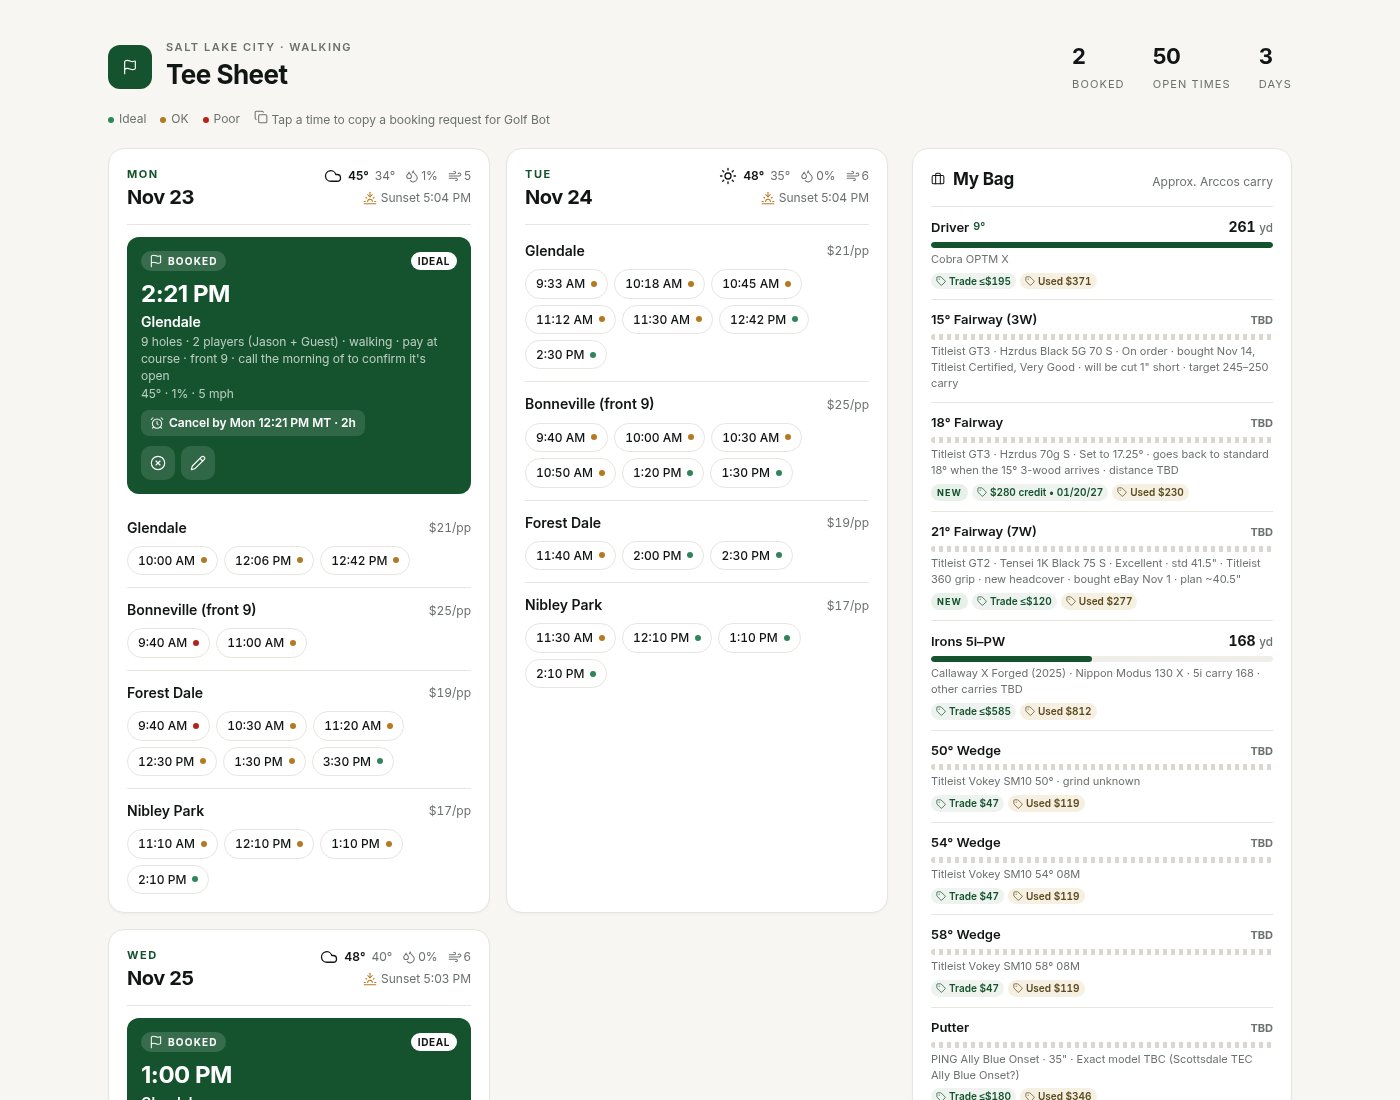 SALT LAKE CITY · WALKING
Tee Sheet
2
BOOKED
50
OPEN TIMES
3
DAYS
Ideal
OK
Poor
Tap a time to copy a booking request for Golf Bot
MON
Nov 23
45° 34° 1% 5
Sunset 5:04 PM
BOOKED
IDEAL
2:21 PM
Glendale
9 holes · 2 players (Jason + Guest) · walking · pay at
course · front 9 · call the morning of to confirm it's
open
45° · 1% · 5 mph
Cancel by Mon 12:21 PM MT · 2h
Glendale $21/pp
10:00 AM 12:06 PM 12:42 PM
Bonneville (front 9) $25/pp
9:40 AM 11:00 AM
Forest Dale $19/pp
9:40 AM 10:30 AM 11:20 AM
12:30 PM 1:30 PM 3:30 PM
Nibley Park $17/pp
11:10 AM 12:10 PM 1:10 PM
2:10 PM
TUE
Nov 24
48° 35° 0% 6
Sunset 5:04 PM
Glendale $21/pp
9:33 AM 10:18 AM 10:45 AM
11:12 AM 11:30 AM 12:42 PM
2:30 PM
Bonneville (front 9) $25/pp
9:40 AM 10:00 AM 10:30 AM
10:50 AM 1:20 PM 1:30 PM
Forest Dale $19/pp
11:40 AM 2:00 PM 2:30 PM
Nibley Park $17/pp
11:30 AM 12:10 PM 1:10 PM
2:10 PM
WED
Nov 25
48° 40° 0% 6
Sunset 5:03 PM
BOOKED
IDEAL
1:00 PM
My Bag
Approx. Arccos carry
Driver 9° 261 yd
Cobra OPTM X
Trade ≤$195 Used $371
15° Fairway (3W) TBD
Titleist GT3 · Hzrdus Black 5G 70 S · On order · bought Nov 14,
Titleist Certified, Very Good · will be cut 1" short · target 245–250
carry
18° Fairway TBD
Titleist GT3 · Hzrdus 70g S · Set to 17.25° · goes back to standard
18° when the 15° 3-wood arrives · distance TBD
NEW $280 credit • 01/20/27 Used $230
21° Fairway (7W) TBD
Titleist GT2 · Tensei 1K Black 75 S · Excellent · std 41.5" · Titleist
360 grip · new headcover · bought eBay Nov 1 · plan ~40.5"
NEW Trade ≤$120 Used $277
Irons 5i–PW 168 yd
Callaway X Forged (2025) · Nippon Modus 130 X · 5i carry 168 ·
other carries TBD
Trade ≤$585 Used $812
50° Wedge TBD
Titleist Vokey SM10 50° · grind unknown
Trade $47 Used $119
54° Wedge TBD
Titleist Vokey SM10 54° 08M
Trade $47 Used $119
58° Wedge TBD
Titleist Vokey SM10 58° 08M
Trade $47 Used $119
Putter TBD
PING Ally Blue Onset · 35" · Exact model TBC (Scottsdale TEC
Ally Blue Onset?)
Trade ≤$180 Used $346